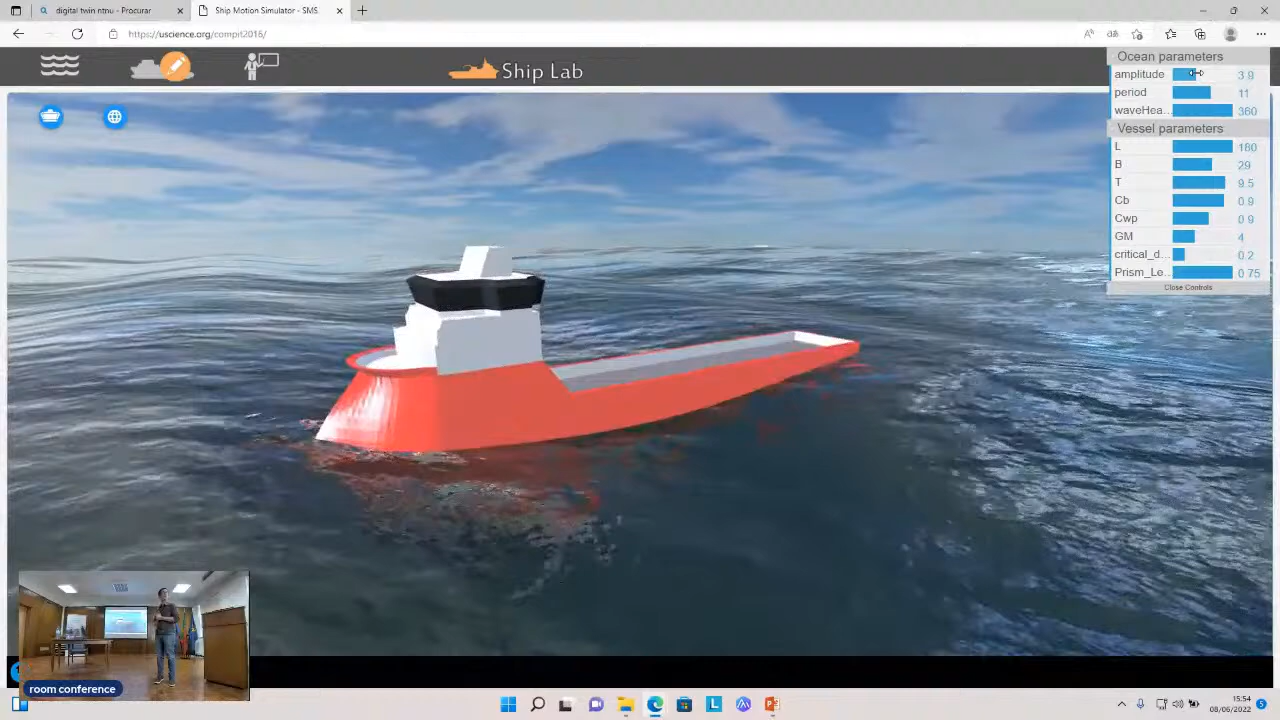 digital twin ntnu - Procurar
Ship Motion Simulator - SMS.
https://uscience.org/compit2016/
Ship Lab
Ocean parameters
amplitude 3.9
period 11
waveHea... 360
Vessel parameters
L 180
B 29
T 9.5
Cb 0.9
Cwp 0.9
GM 4
critical_d... 0.2
Prism_Le... 0.75
Close Controls
room conference
15:54
08/06/2022